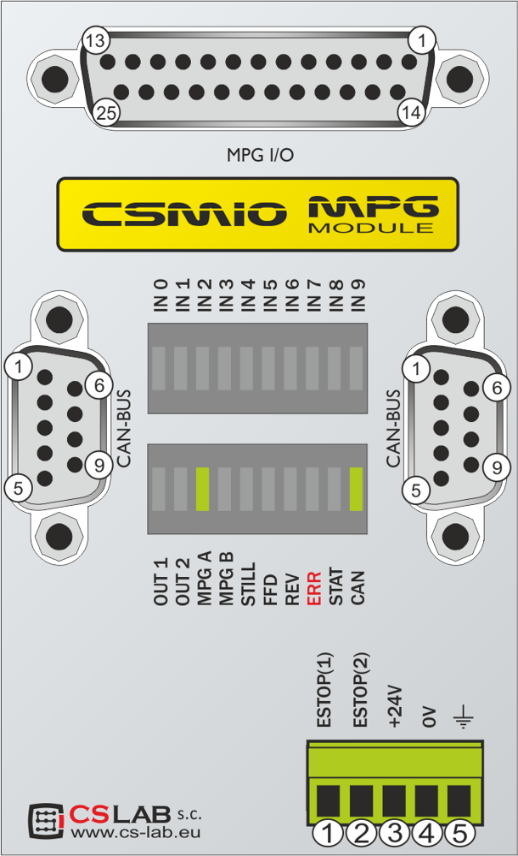 13 1
25 14
MPG I/O
CSMIO MPG
MODULE
IN 0 IN 1 IN 2 IN 3 IN 4 IN 5 IN 6 IN 7 IN 8 IN 9
1 6 9 5
CAN-BUS
CAN-BUS
1 6 9 5
OUT 1 OUT 2 MPG A MPG B STILL FFD REV ERR STAT CAN
ESTOP(1) ESTOP(2) +24V 0V
1 2 3 4 5
CSLAB s.c.
www.cs-lab.eu